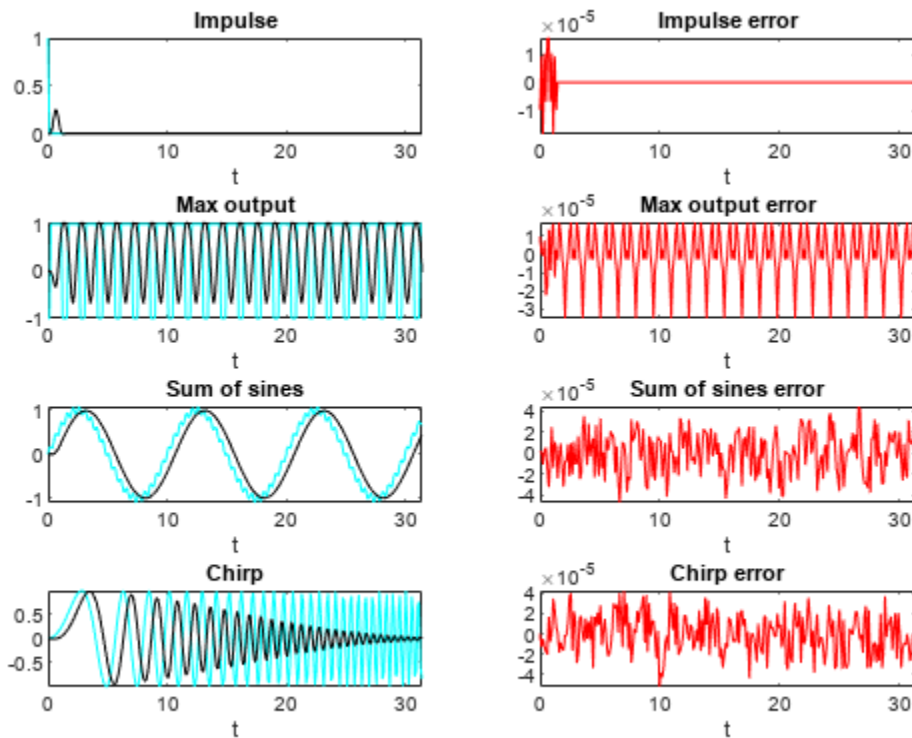 Impulse
1
0.5
0
0 10 20 30
t
Impulse error
×10^-5
1
0
-1
0 10 20 30
t
Max output
1
0
-1
0 10 20 30
t
Max output error
×10^-5
1
0
-1
-2
-3
0 10 20 30
t
Sum of sines
1
0
-1
0 10 20 30
t
Sum of sines error
×10^-5
4
2
0
-2
-4
0 10 20 30
t
Chirp
0.5
0
-0.5
0 10 20 30
t
Chirp error
×10^-5
4
2
0
-2
-4
0 10 20 30
t